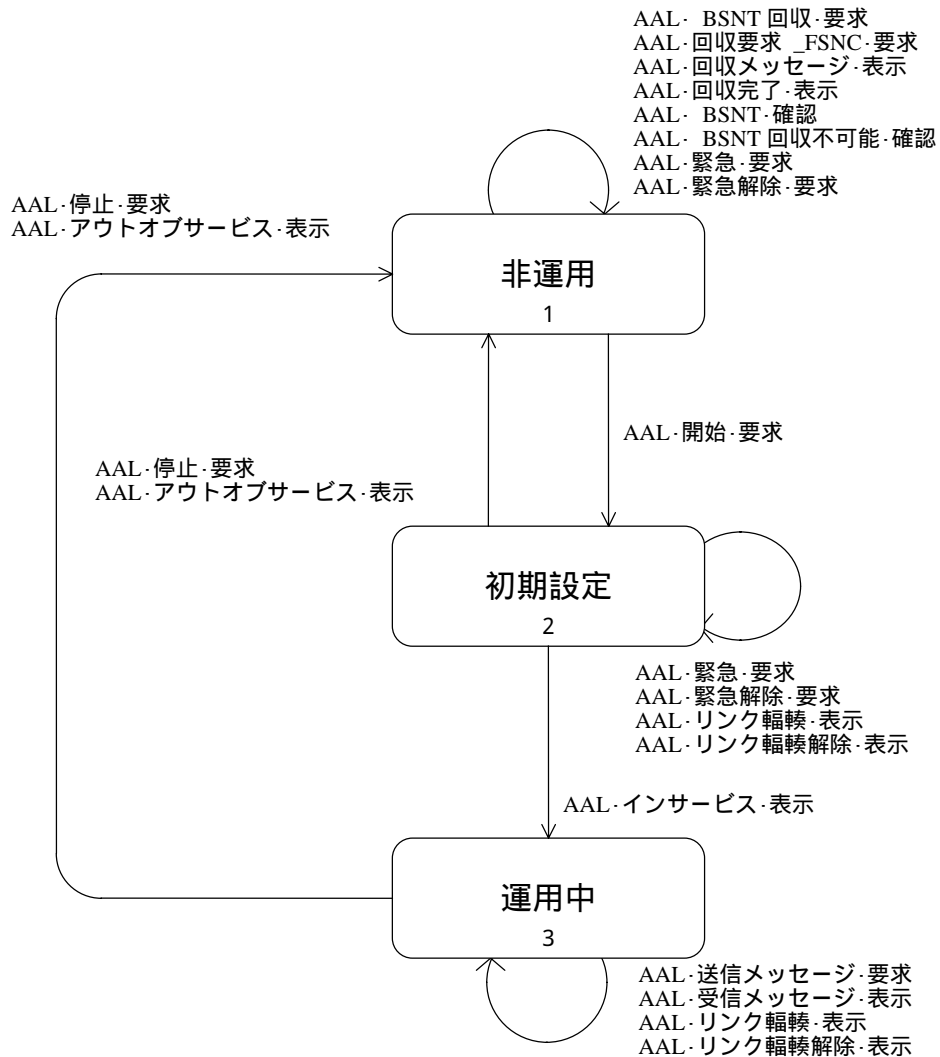 AAL· BSNT 回収·要求
AAL·回収要求 _FSNC·要求
AAL·回収メッセージ·表示
AAL·回収完了·表示
AAL· BSNT·確認
AAL· BSNT 回収不可能·確認
AAL·緊急·要求
AAL·緊急解除·要求
AAL·停止·要求
AAL·アウトオブサービス·表示
非運用
1
AAL·開始·要求
AAL·停止·要求
AAL·アウトオブサービス·表示
初期設定
2
AAL·緊急·要求
AAL·緊急解除·要求
AAL·リンク輻輳·表示
AAL·リンク輻輳解除·表示
AAL·インサービス·表示
運用中
3
AAL·送信メッセージ·要求
AAL·受信メッセージ·表示
AAL·リンク輻輳·表示
AAL·リンク輻輳解除·表示